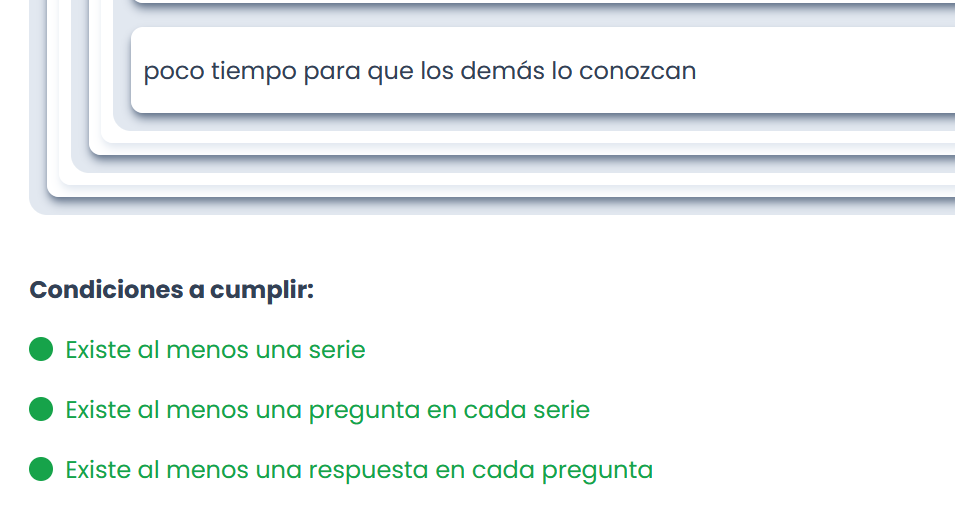 poco tiempo para que los demás lo conozcan
Condiciones a cumplir:
Existe al menos una serie
Existe al menos una pregunta en cada serie
Existe al menos una respuesta en cada pregunta